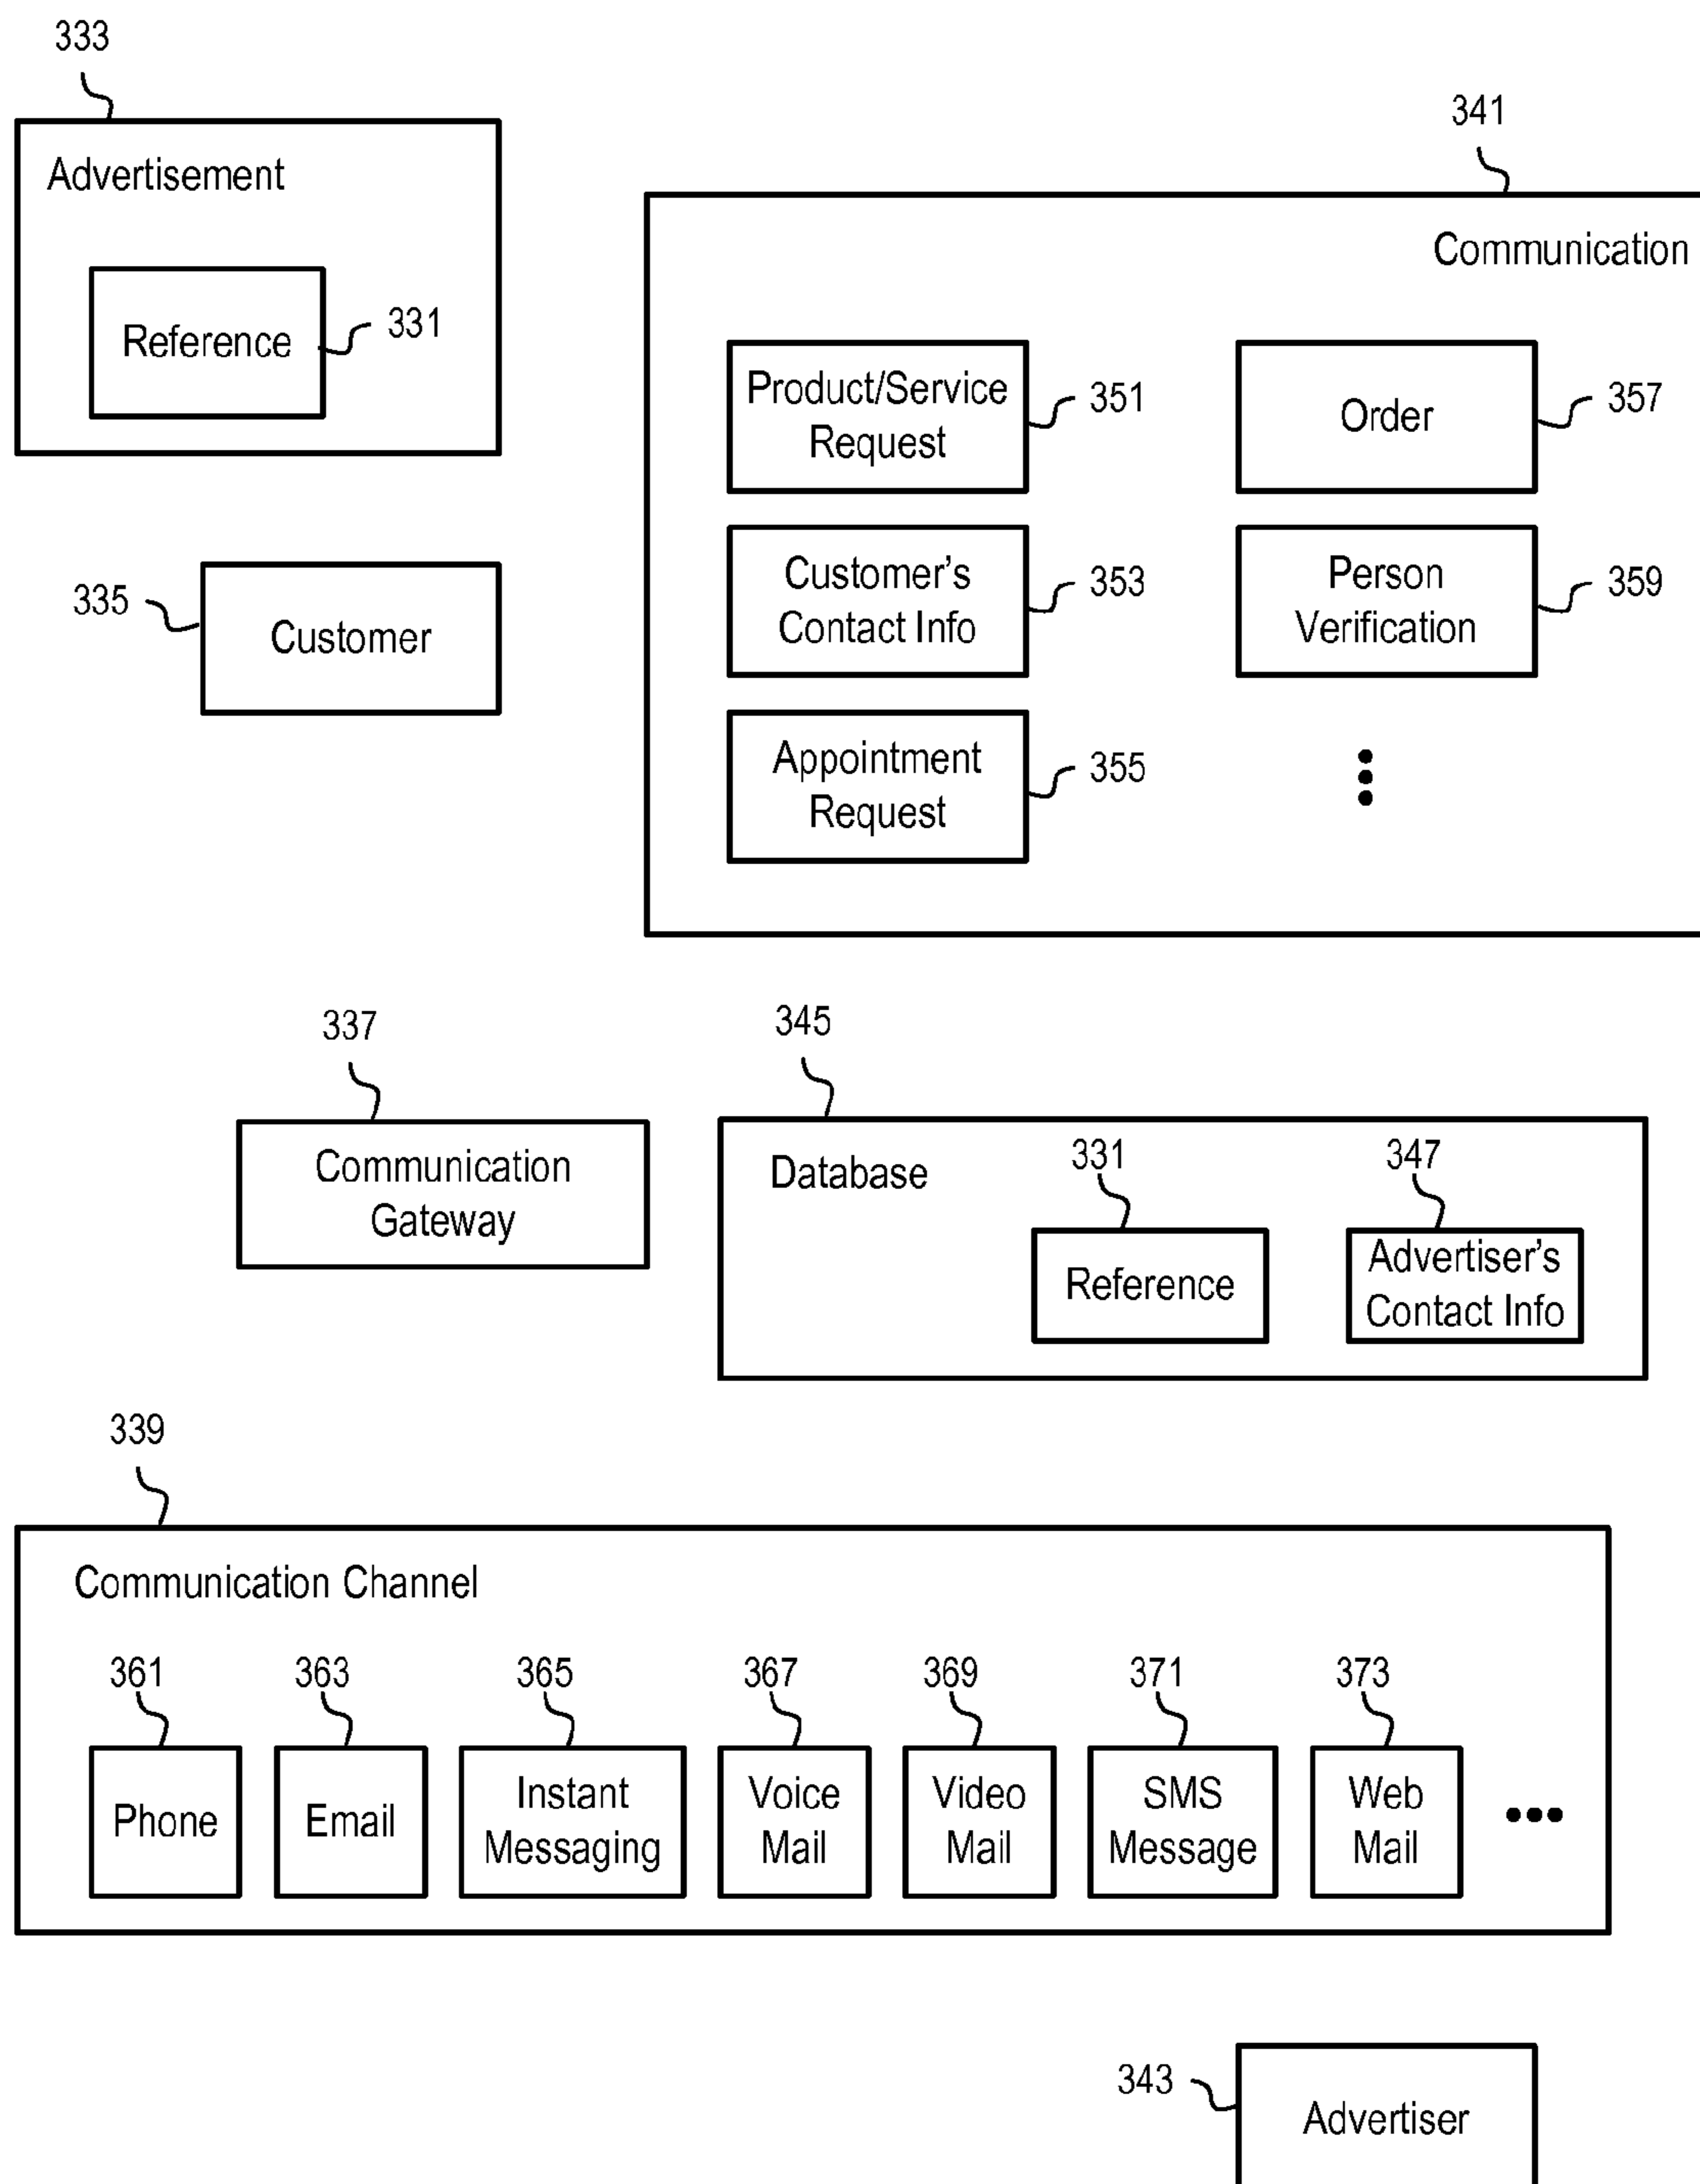 333
Advertisement
Reference
331
341
Communication
Product/Service
Request
351
Order
357
Customer's
Contact Info
353
Person
Verification
359
Appointment
Request
355
335
Customer
337
Communication
Gateway
345
Database
331
Reference
347
Advertiser's
Contact Info
339
Communication Channel
361
Phone
363
Email
365
Instant
Messaging
367
Voice
Mail
369
Video
Mail
371
SMS
Message
373
Web
Mail
343
Advertiser